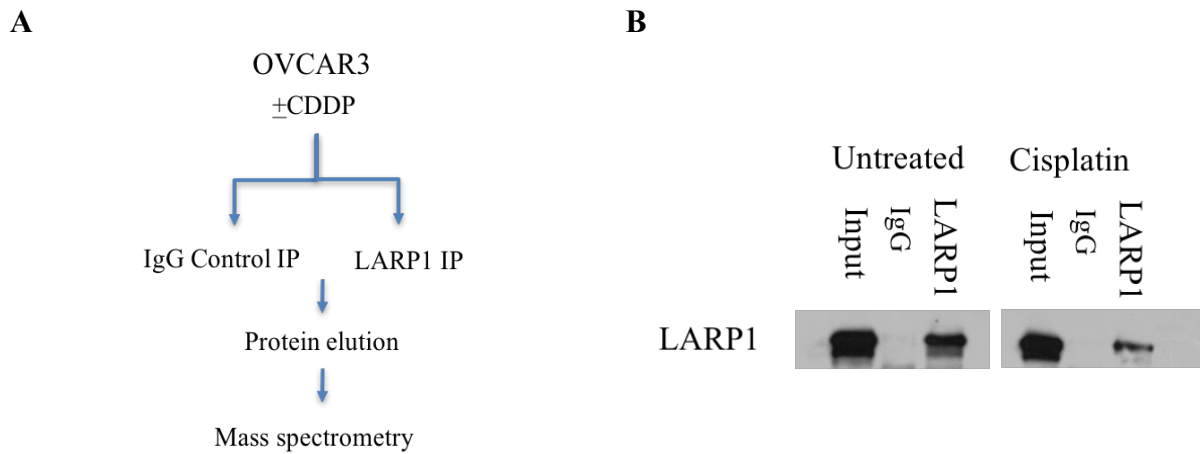 A
OVCAR3
±CDDP
IgG Control IP
LARP1 IP
Protein elution
Mass spectrometry
B
Untreated
Cisplatin
Input
IgG
LARP1
Input
IgG
LARP1
LARP1